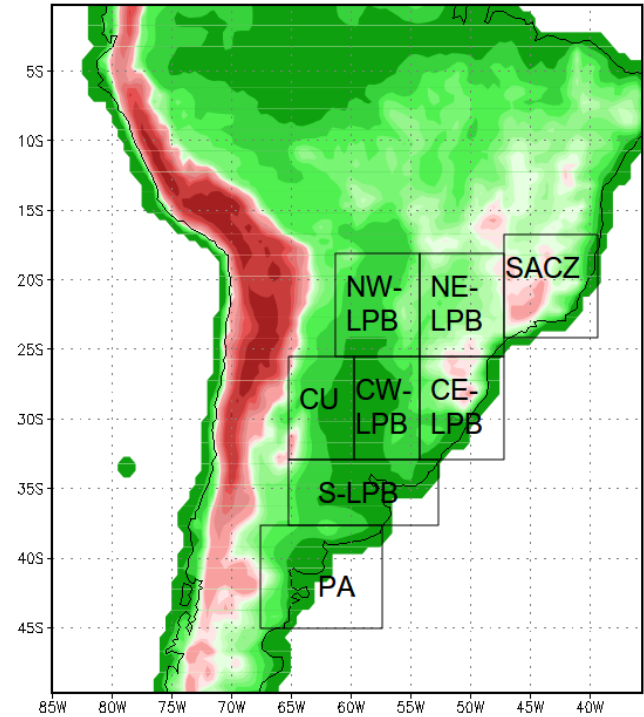 5S
10S
15S
20S
25S
30S
35S
40S
45S
SACZ
NW-
LPB
NE-
LPB
CU
CW-
LPB
CE-
LPB
S-LPB
PA
85W 80W 75W 70W 65W 60W 55W 50W 45W 40W